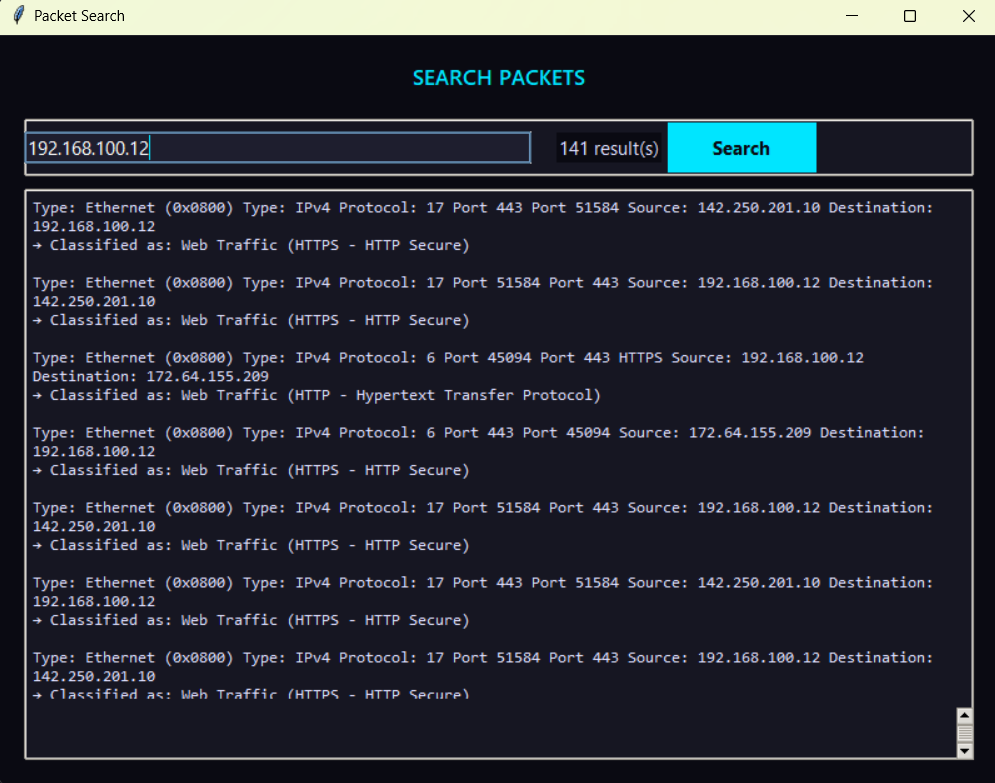 Packet Search
SEARCH PACKETS
192.168.100.12 141 result(s) Search
Type: Ethernet (0x0800) Type: IPv4 Protocol: 17 Port 443 Port 51584 Source: 142.250.201.10 Destination:
192.168.100.12
→ Classified as: Web Traffic (HTTPS - HTTP Secure)
Type: Ethernet (0x0800) Type: IPv4 Protocol: 17 Port 51584 Port 443 Source: 192.168.100.12 Destination:
142.250.201.10
→ Classified as: Web Traffic (HTTPS - HTTP Secure)
Type: Ethernet (0x0800) Type: IPv4 Protocol: 6 Port 45094 Port 443 HTTPS Source: 192.168.100.12
Destination: 172.64.155.209
→ Classified as: Web Traffic (HTTP - Hypertext Transfer Protocol)
Type: Ethernet (0x0800) Type: IPv4 Protocol: 6 Port 443 Port 45094 Source: 172.64.155.209 Destination:
192.168.100.12
→ Classified as: Web Traffic (HTTPS - HTTP Secure)
Type: Ethernet (0x0800) Type: IPv4 Protocol: 17 Port 51584 Port 443 Source: 192.168.100.12 Destination:
142.250.201.10
→ Classified as: Web Traffic (HTTPS - HTTP Secure)
Type: Ethernet (0x0800) Type: IPv4 Protocol: 17 Port 443 Port 51584 Source: 142.250.201.10 Destination:
192.168.100.12
→ Classified as: Web Traffic (HTTPS - HTTP Secure)
Type: Ethernet (0x0800) Type: IPv4 Protocol: 17 Port 51584 Port 443 Source: 192.168.100.12 Destination:
142.250.201.10
→ Classified as: Web Traffic (HTTPS - HTTP Secure)